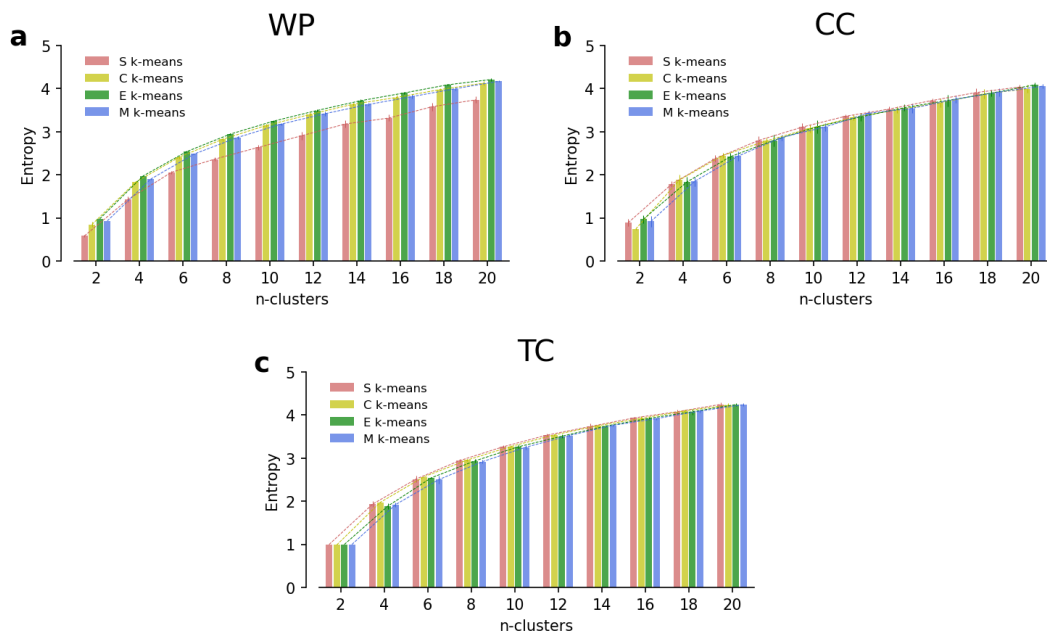 a
WP
5
4
3
2
1
0
Entropy
S k-means
C k-means
E k-means
M k-means
2 4 6 8 10 12 14 16 18 20
n-clusters
b
CC
5
4
3
2
1
0
Entropy
S k-means
C k-means
E k-means
M k-means
2 4 6 8 10 12 14 16 18 20
n-clusters
c
TC
5
4
3
2
1
0
Entropy
S k-means
C k-means
E k-means
M k-means
2 4 6 8 10 12 14 16 18 20
n-clusters